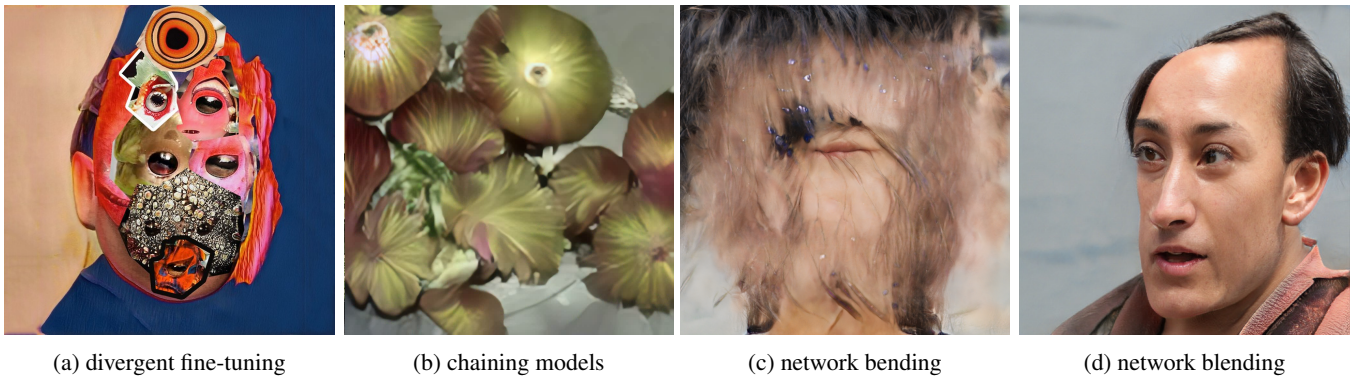 (a) divergent fine-tuning
(b) chaining models
(c) network bending
(d) network blending